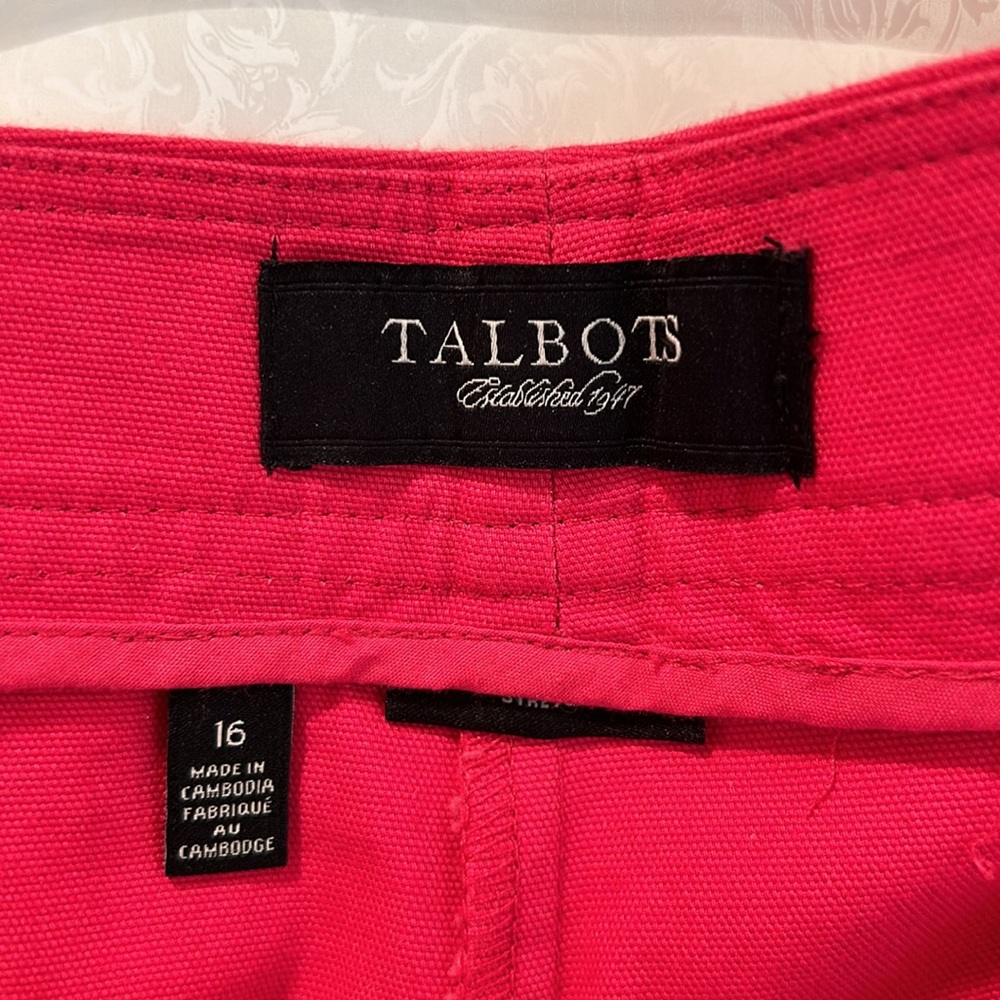 TALBOTS
Established 1947
16
MADE IN
CAMBODIA
FABRIQUÉ
AU
CAMBODGE